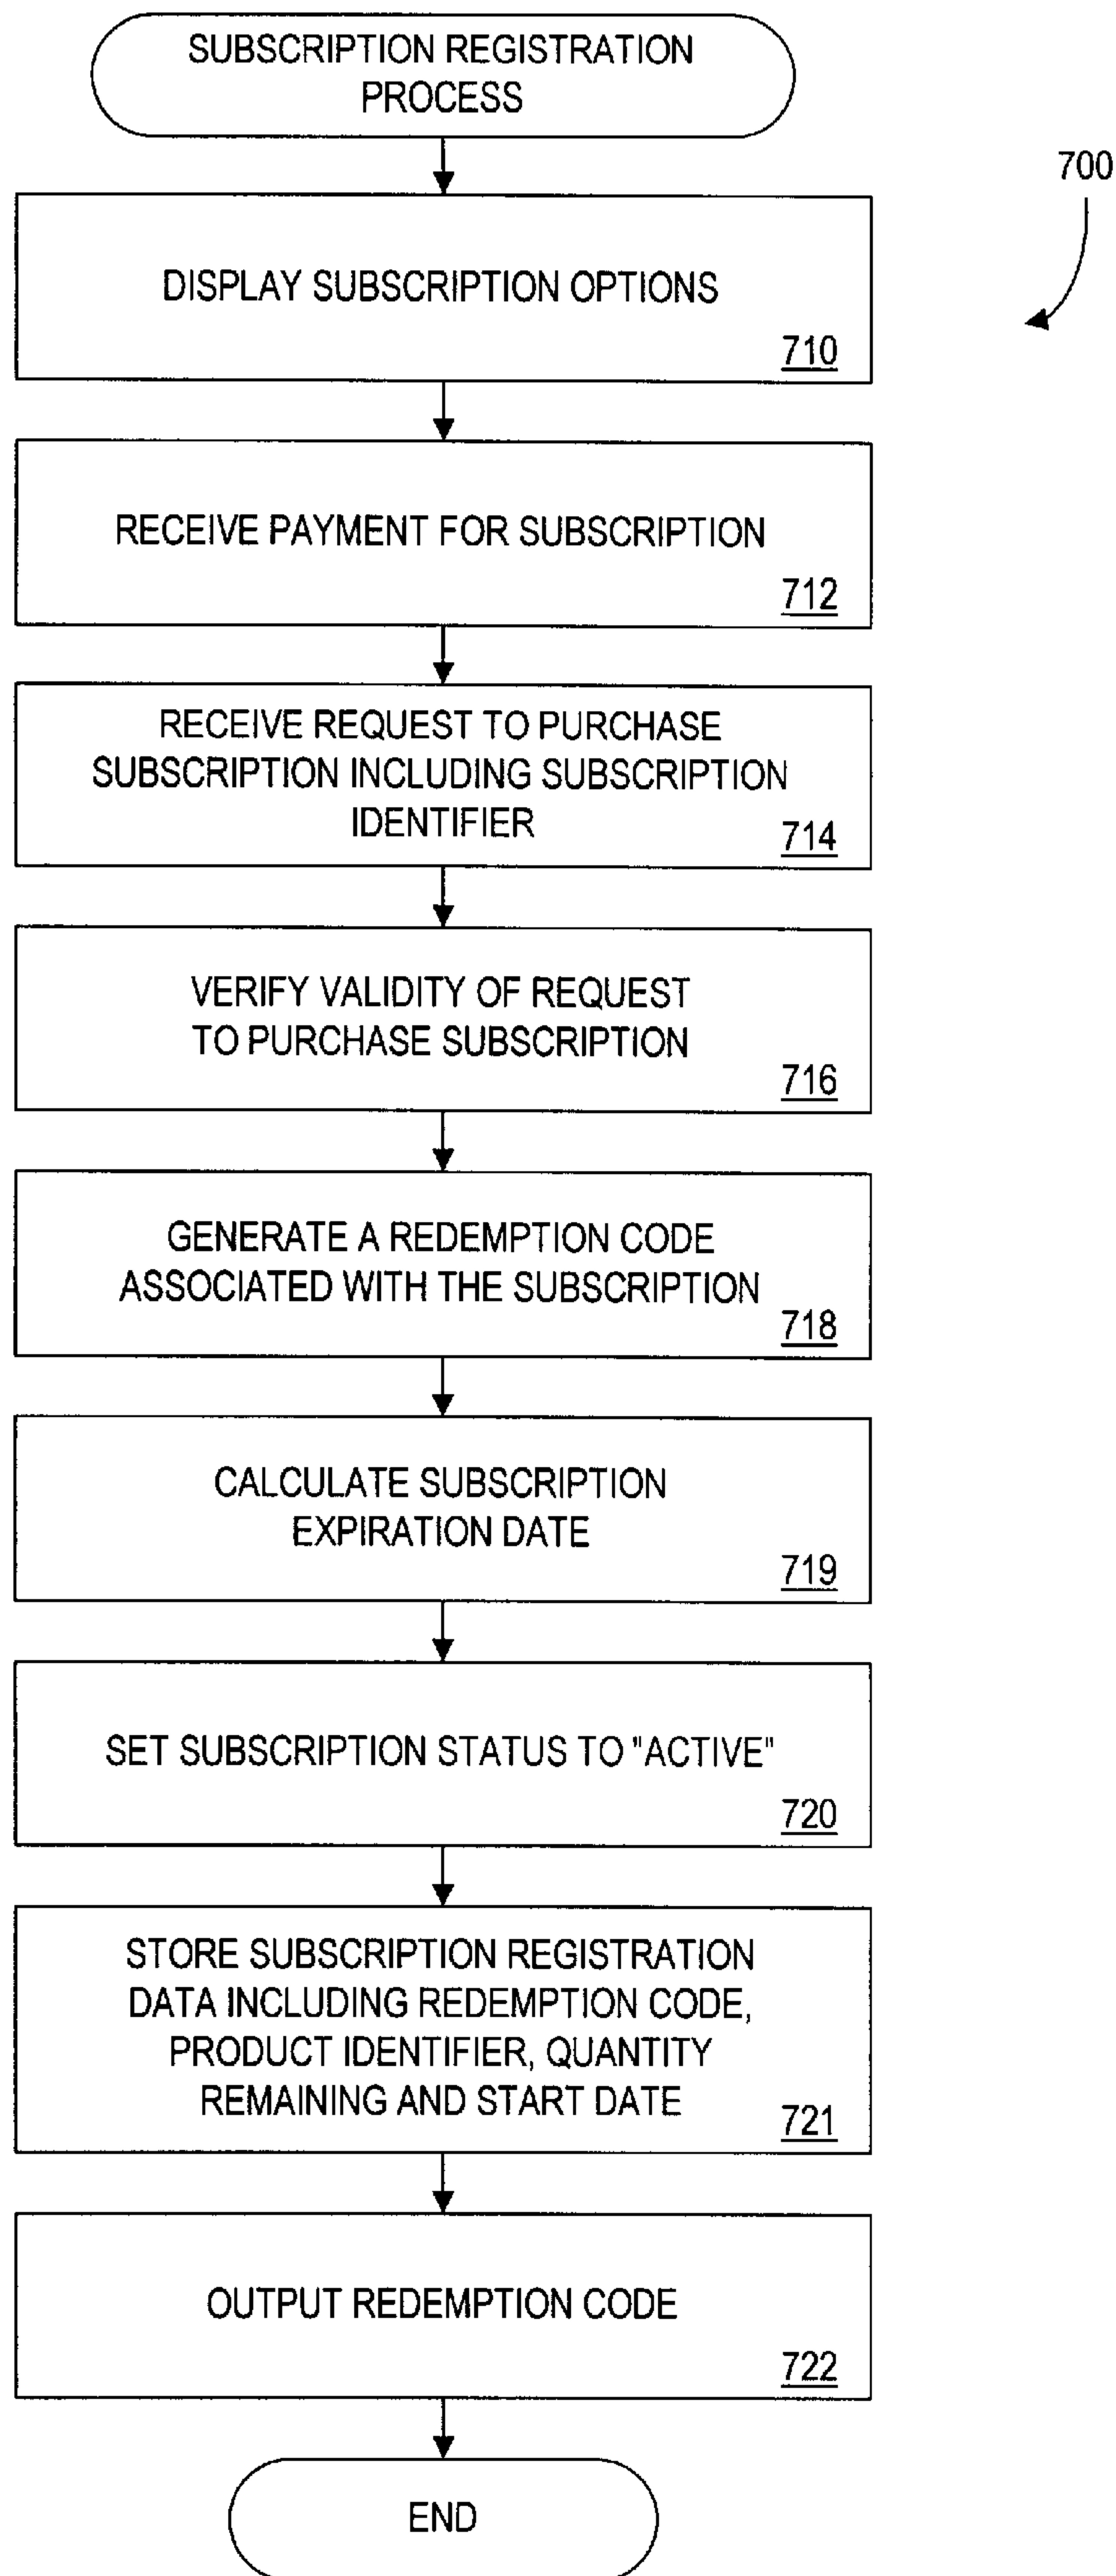 SUBSCRIPTION REGISTRATION
PROCESS
700
DISPLAY SUBSCRIPTION OPTIONS
710
RECEIVE PAYMENT FOR SUBSCRIPTION
712
RECEIVE REQUEST TO PURCHASE
SUBSCRIPTION INCLUDING SUBSCRIPTION
IDENTIFIER
714
VERIFY VALIDITY OF REQUEST
TO PURCHASE SUBSCRIPTION
716
GENERATE A REDEMPTION CODE
ASSOCIATED WITH THE SUBSCRIPTION
718
CALCULATE SUBSCRIPTION
EXPIRATION DATE
719
SET SUBSCRIPTION STATUS TO "ACTIVE"
720
STORE SUBSCRIPTION REGISTRATION
DATA INCLUDING REDEMPTION CODE,
PRODUCT IDENTIFIER, QUANTITY
REMAINING AND START DATE
721
OUTPUT REDEMPTION CODE
722
END